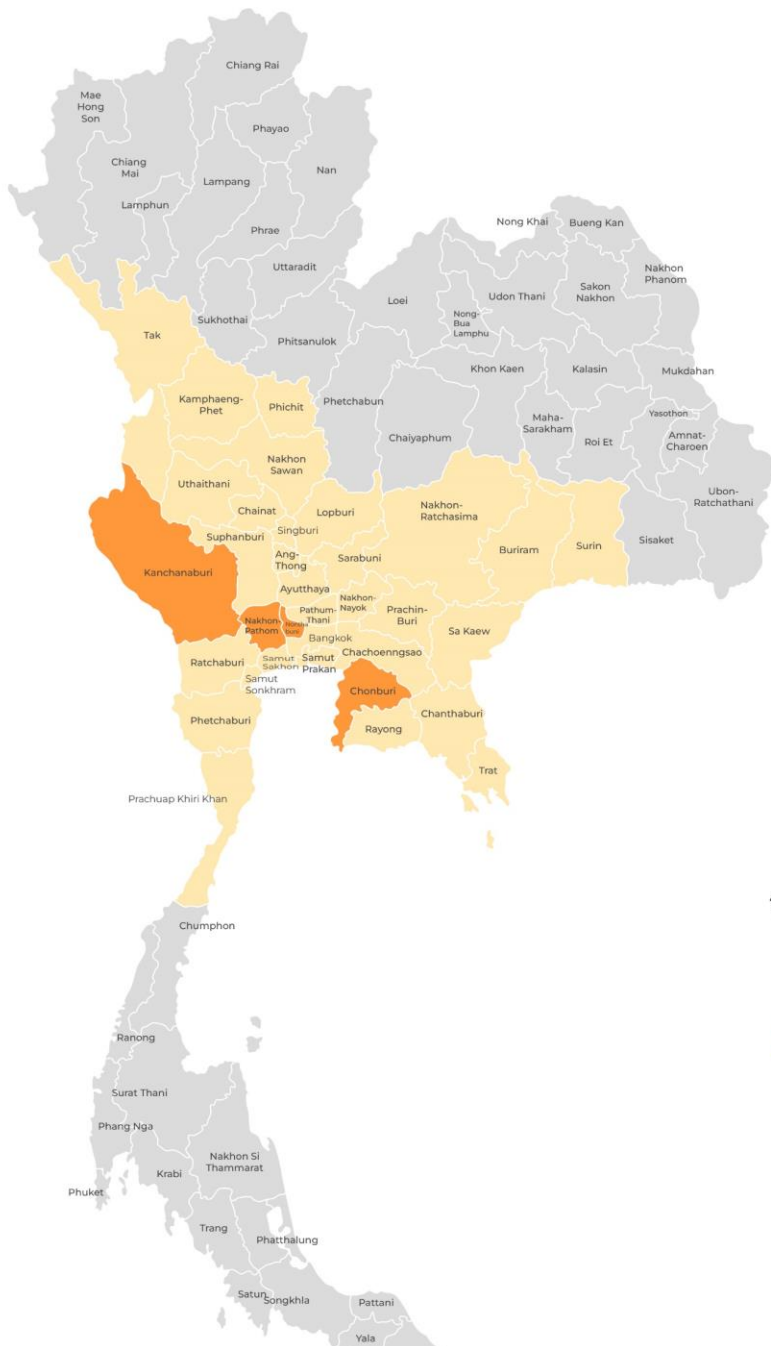 Chiang Rai
Mae
Hong
Son
Phayao
Chiang
Mai
Nan
Lampang
Lamphun
Phrae
Nong Khai
Bueng Kan
Uttaradit
Nakhon
Phanom
Loei
Udon Thani
Sakon
Nakhon
Sukhothai
Nong-
Bua
Lamphu
Tak
Phitsanulok
Khon Kaen
Kalasin
Mukdahan
Kamphaeng-
Phet
Phichit
Phetchabun
Maha-
Sarakham
Yasothon
Roi Et
Amnat-
Charoen
Chaiyaphum
Nakhon
Sawan
Uthaithani
Ubon-
Ratchathani
Chainat
Lopburi
Nakhon-
Ratchasima
Singburi
Suphanburi
Sisaket
Surin
Buriram
Ang-
Thong
Sarabuni
Kanchanaburi
Ayutthaya
Nakhon-
Nayok
Pathum-
Thani
Prachin-
Buri
Nakhon-
Pathom
Sa Kaew
Bangkok
Chachoenngsao
Ratchaburi
Samut
Sakhon
Samut
Prakan
Samut
Sonkhram
Chonburi
Phetchaburi
Chanthaburi
Rayong
Trat
Prachuap Khiri Khan
Chumphon
Ranong
Surat Thani
Phang Nga
Nakhon Si
Thammarat
Krabi
Phuket
Trang
Phatthalung
Satun
Songkhla
Pattani
Yala